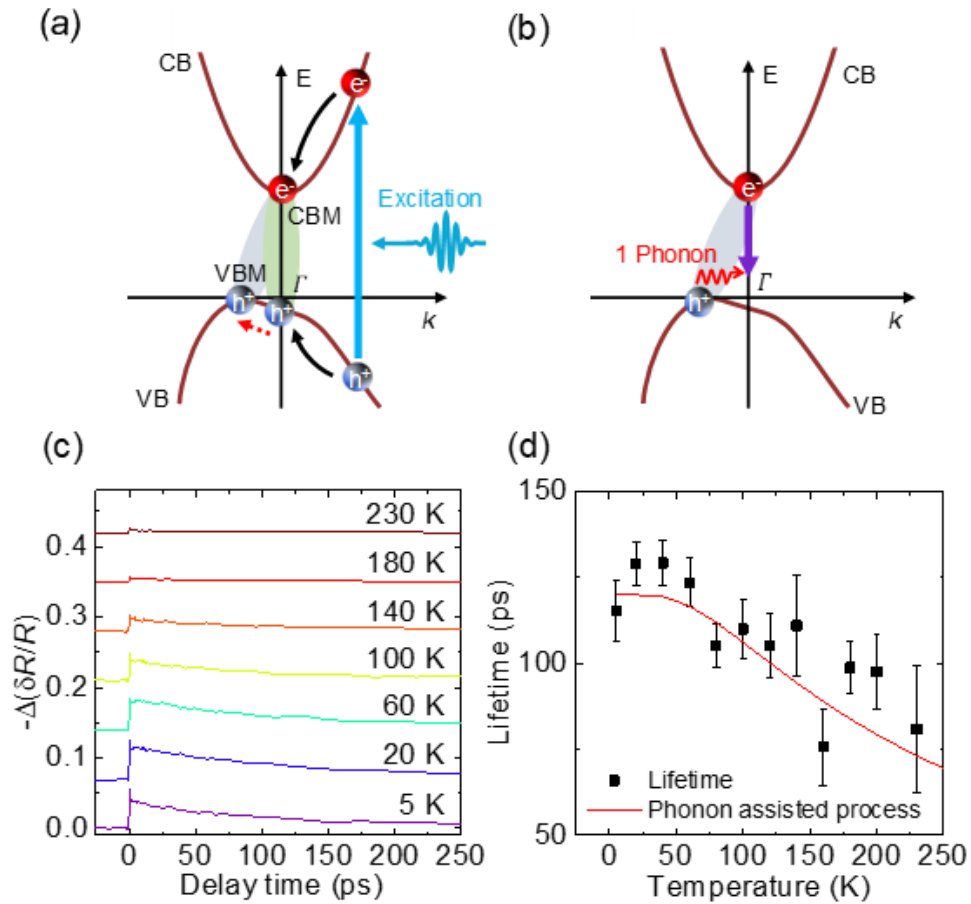 (a)
CB
E
e⁻
e⁻
CBM
Excitation
VBM
Γ
h⁺
h⁺
k
h⁺
VB
(b)
CB
E
e⁻
1 Phonon
Γ
h⁺
k
VB
(c)
-Δ(δR/R)
0.4
0.3
0.2
0.1
0.0
230 K
180 K
140 K
100 K
60 K
20 K
5 K
0 50 100 150 200 250
Delay time (ps)
(d)
Lifetime (ps)
150
100
50
Lifetime
Phonon assisted process
0 50 100 150 200 250
Temperature (K)